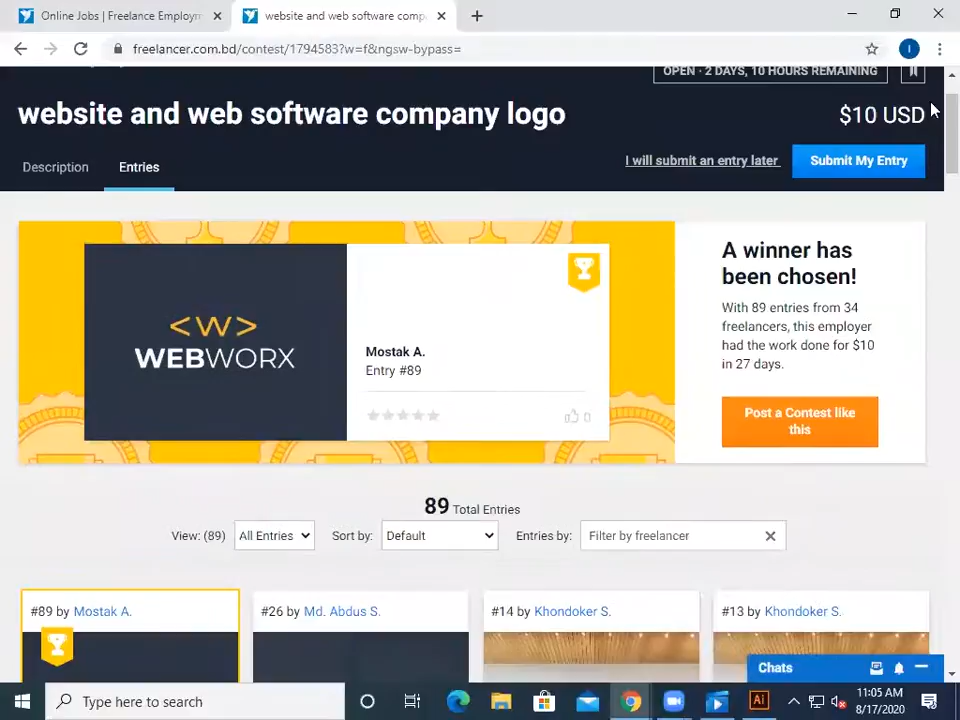 Online Jobs | Freelance Employm
website and web software comp
freelancer.com.bd/contest/1794583?w=f&ngsw-bypass=
I
OPEN · 2 DAYS, 10 HOURS REMAINING
website and web software company logo
$10 USD
Description
Entries
I will submit an entry later
Submit My Entry
<W>
WEBWORX
Mostak A.
Entry #89
0
A winner has
been chosen!
With 89 entries from 34
freelancers, this employer
had the work done for $10
in 27 days.
Post a Contest like
this
89 Total Entries
View: (89)
All Entries
Sort by:
Default
Entries by:
Filter by freelancer
#89 by Mostak A.
#26 by Md. Abdus S.
#14 by Khondoker S.
#13 by Khondoker S.
Chats
Type here to search
Ai
11:05 AM
8/17/2020